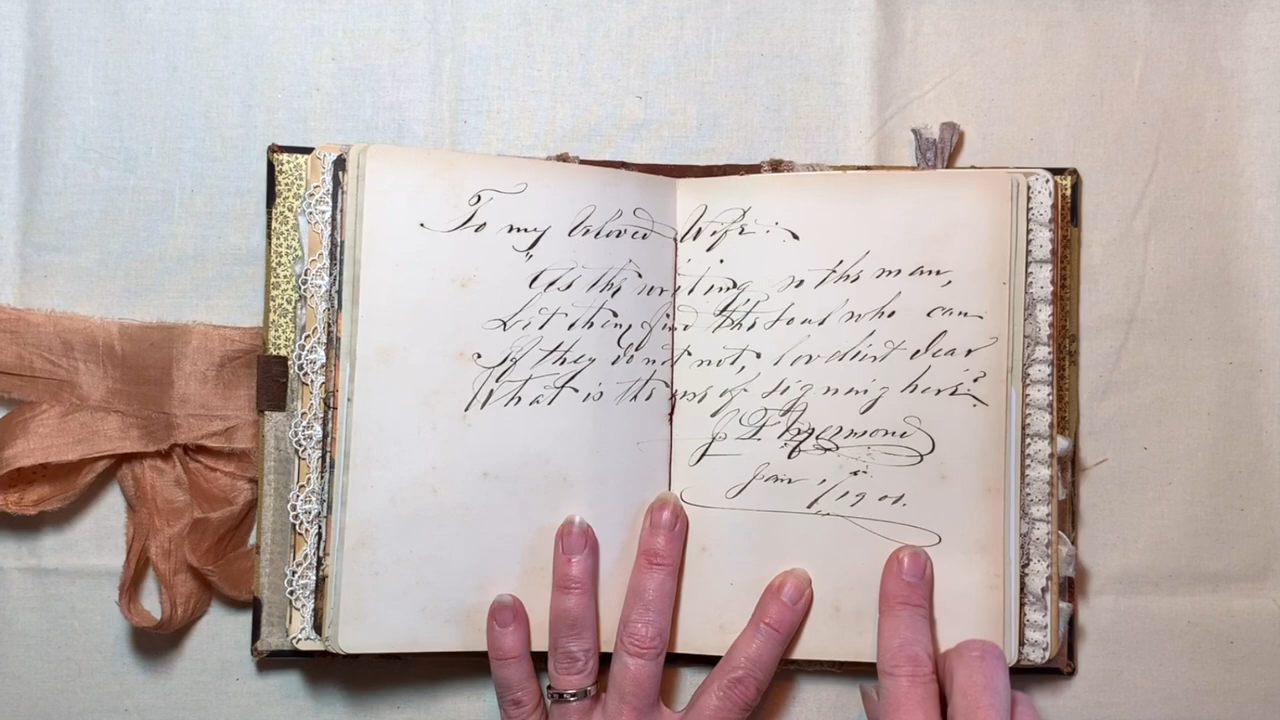 To my beloved Wife:
"As the writing so the man,
Let them find the soul who can
If they do not, loveliest dear
What is the use of signing here?"
Jan. 1st 1901.